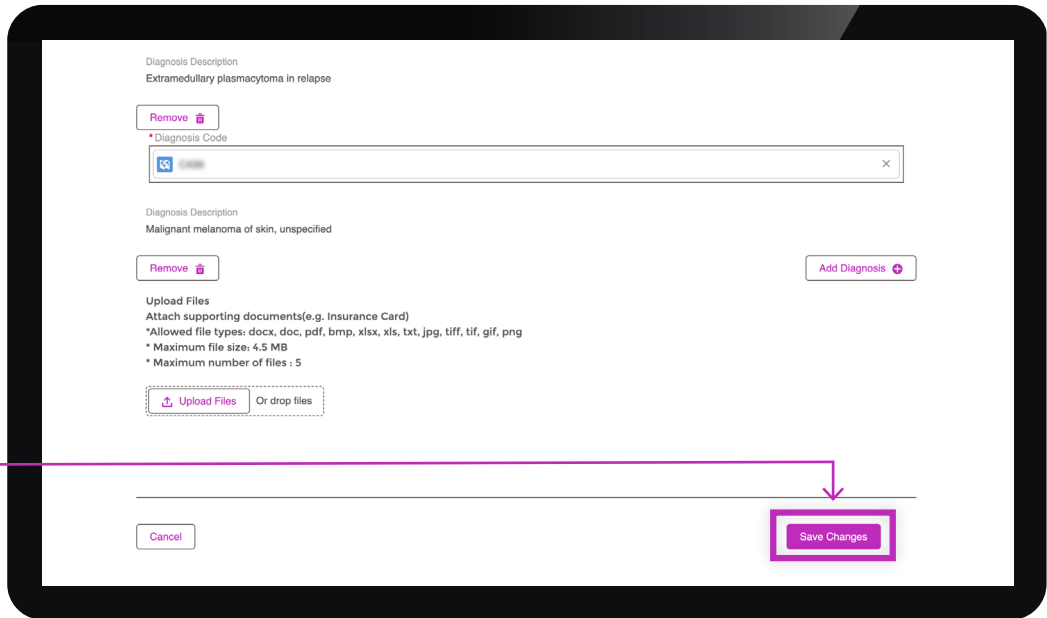 Diagnosis Description
Extramedullary plasmacytoma in relapse
Remove
*Diagnosis Code
Diagnosis Description
Malignant melanoma of skin, unspecified
Remove
Add Diagnosis
Upload Files
Attach supporting documents(e.g. Insurance Card)
*Allowed file types: docx, doc, pdf, bmp, xlsx, xls, txt, jpg, tiff, tif, gif, png
* Maximum file size: 4.5 MB
* Maximum number of files : 5
Upload Files Or drop files
Cancel
Save Changes